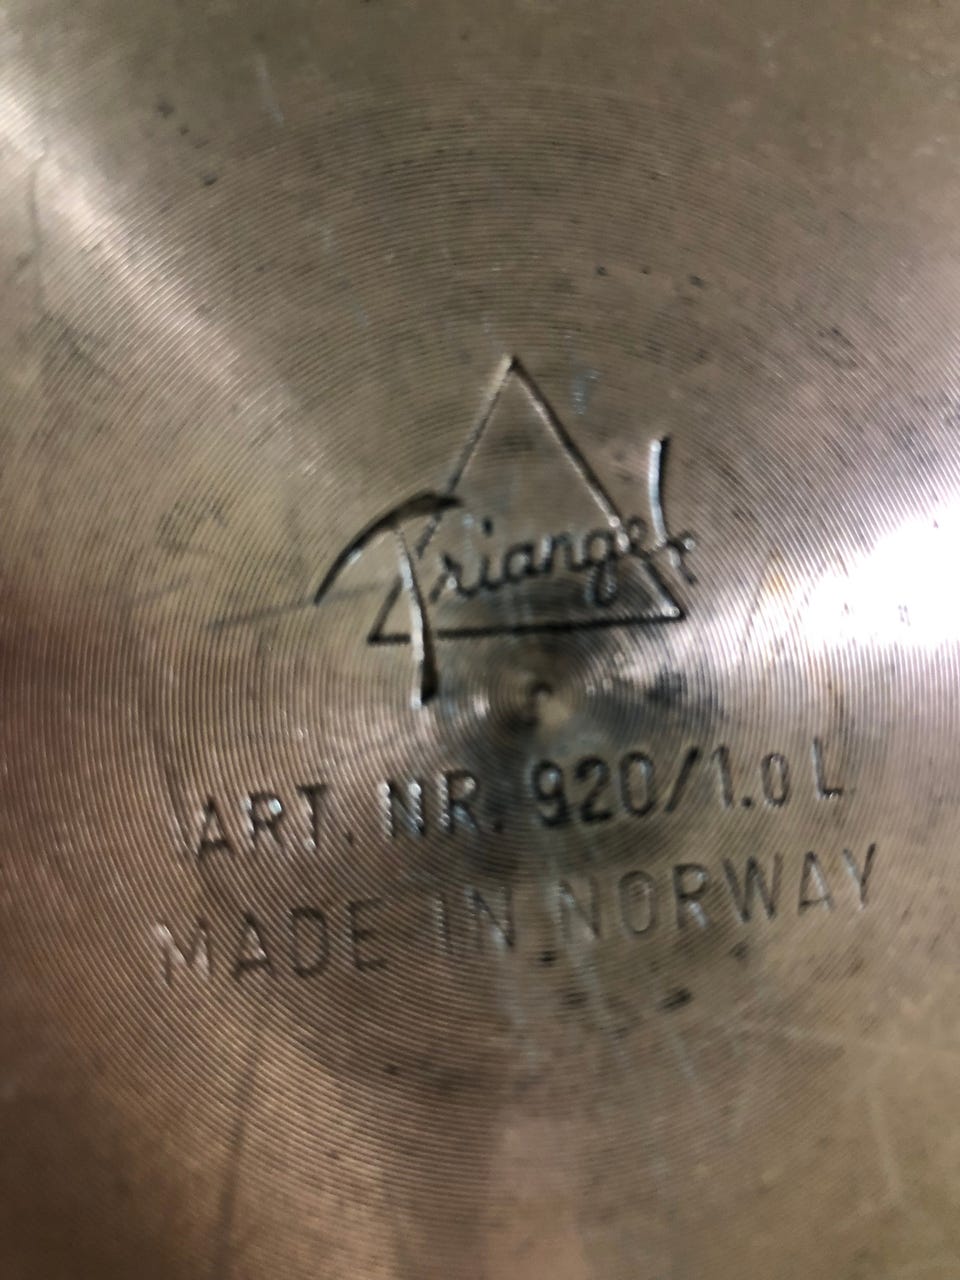 Triangel
ART. NR. 920/1.0 L
MADE IN NORWAY